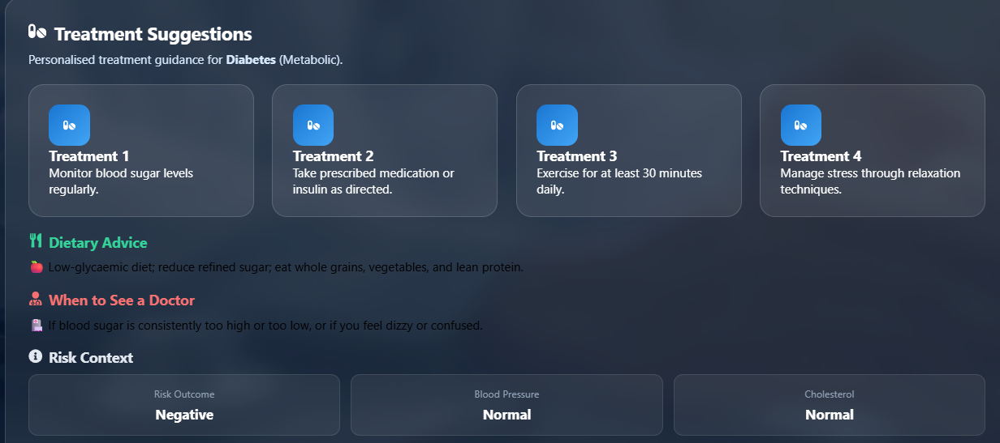 Treatment Suggestions
Personalised treatment guidance for Diabetes (Metabolic).
Treatment 1
Monitor blood sugar levels
regularly.
Treatment 2
Take prescribed medication or
insulin as directed.
Treatment 3
Exercise for at least 30 minutes
daily.
Treatment 4
Manage stress through relaxation
techniques.
Dietary Advice
Low-glycaemic diet; reduce refined sugar; eat whole grains, vegetables, and lean protein.
When to See a Doctor
If blood sugar is consistently too high or too low, or if you feel dizzy or confused.
Risk Context
Risk Outcome
Negative
Blood Pressure
Normal
Cholesterol
Normal